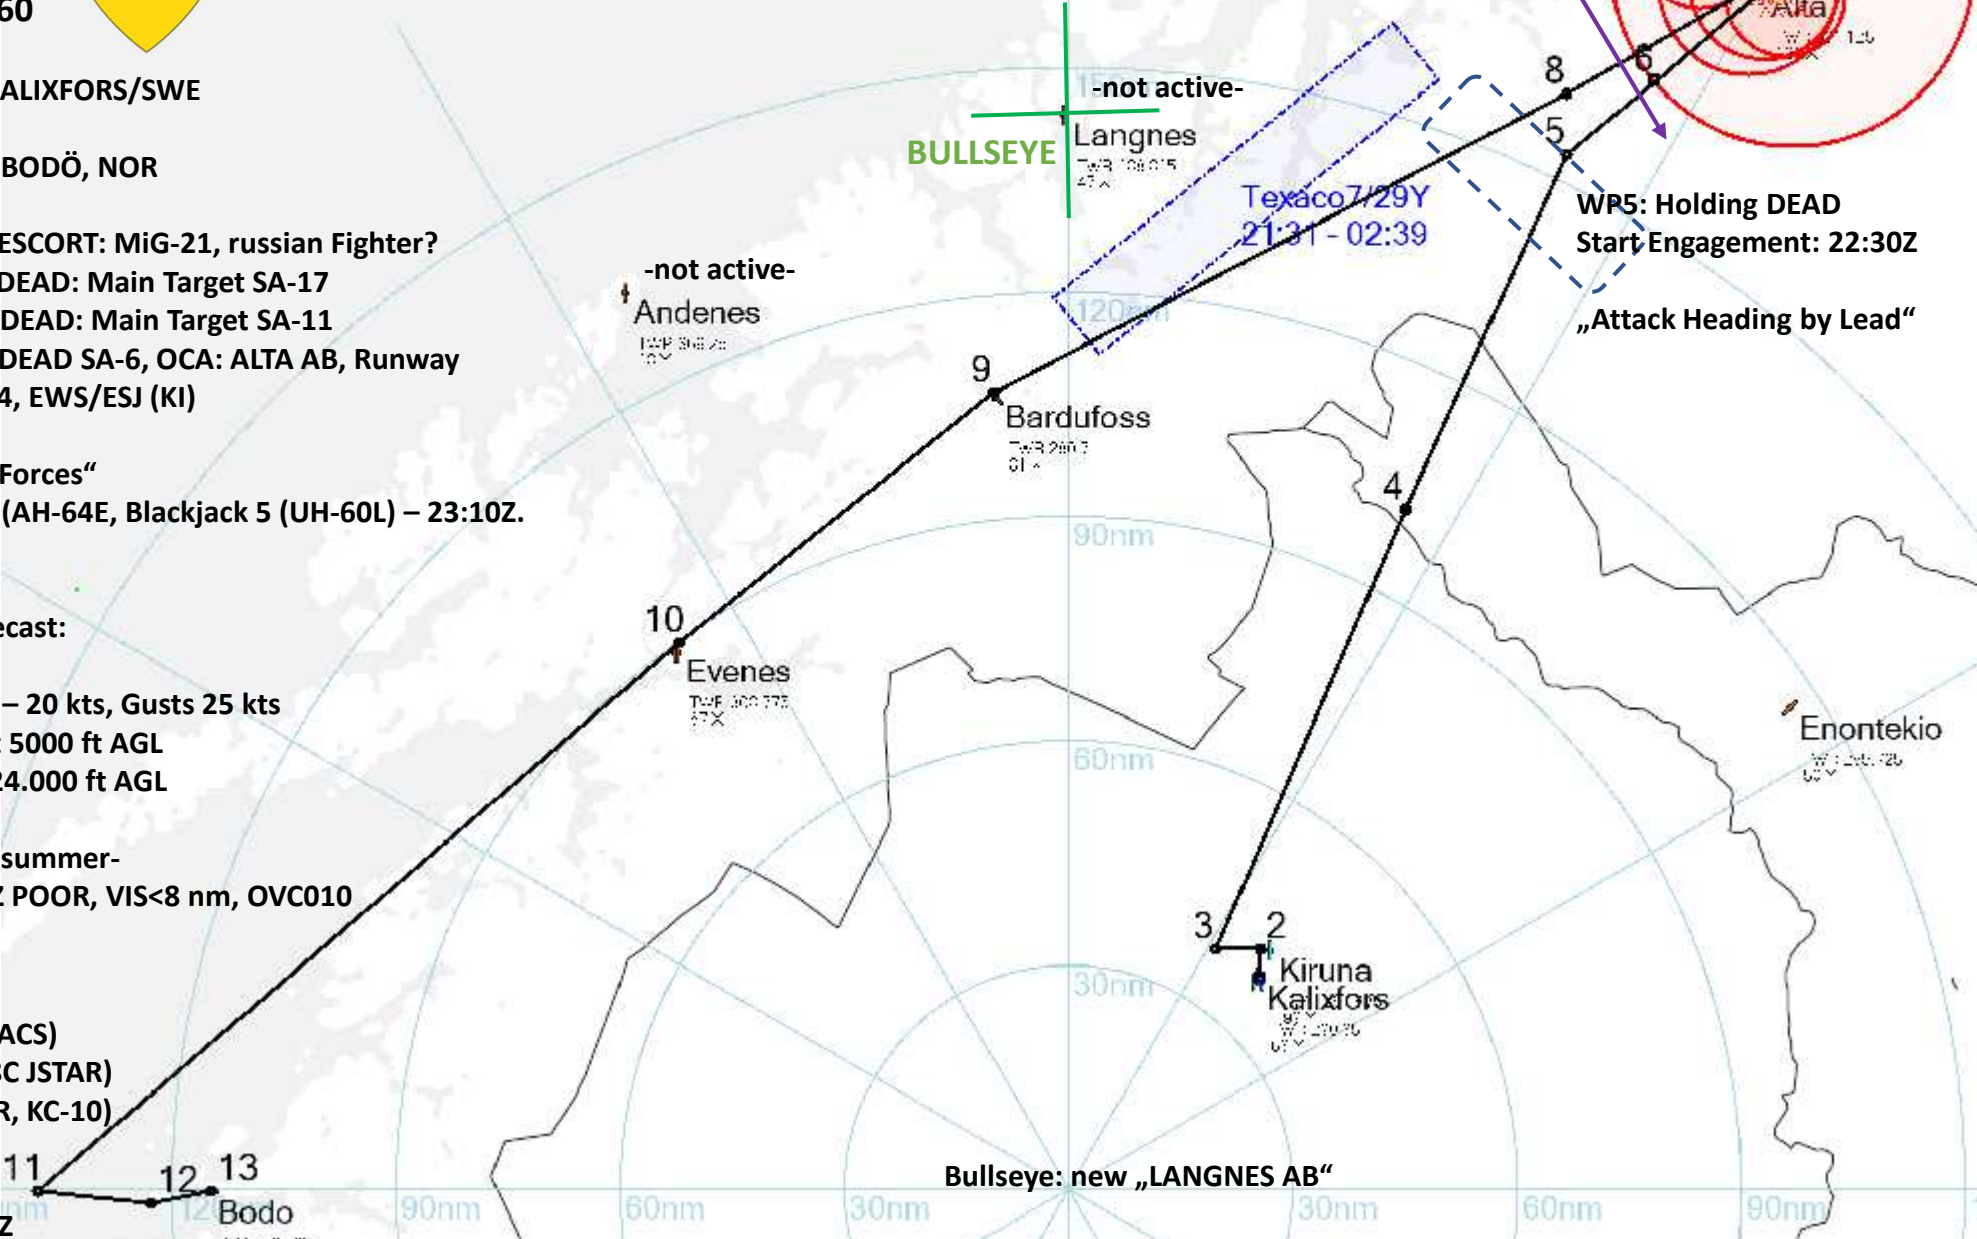 60
ALIXFORS/SWE
BODÖ, NOR
ESCORT: MiG-21, russian Fighter?
DEAD: Main Target SA-17
DEAD: Main Target SA-11
DEAD SA-6, OCA: ALTA AB, Runway
4, EWS/ESJ (KI)
Forces“
(AH-64E, Blackjack 5 (UH-60L) – 23:10Z.
ecast:
– 20 kts, Gusts 25 kts
: 5000 ft AGL
24.000 ft AGL
summer-
Z POOR, VIS<8 nm, OVC010
ACS)
BC JSTAR)
R, KC-10)
Z
Alta
-not active-
Langnes
BULLSEYE
-not active-
Andenes
Texaco7/29Y
21:31 - 02:39
8
6
5
WP5: Holding DEAD
Start Engagement: 22:30Z
„Attack Heading by Lead“
120nm
9
Bardufoss
4
90nm
10
Evenes
60nm
Enontekio
3
2
Kiruna
Kalixfors
30nm
Bullseye: new „LANGNES AB“
11
12
13
Bodo
nm
90nm
60nm
30nm
30nm
60nm
90nm